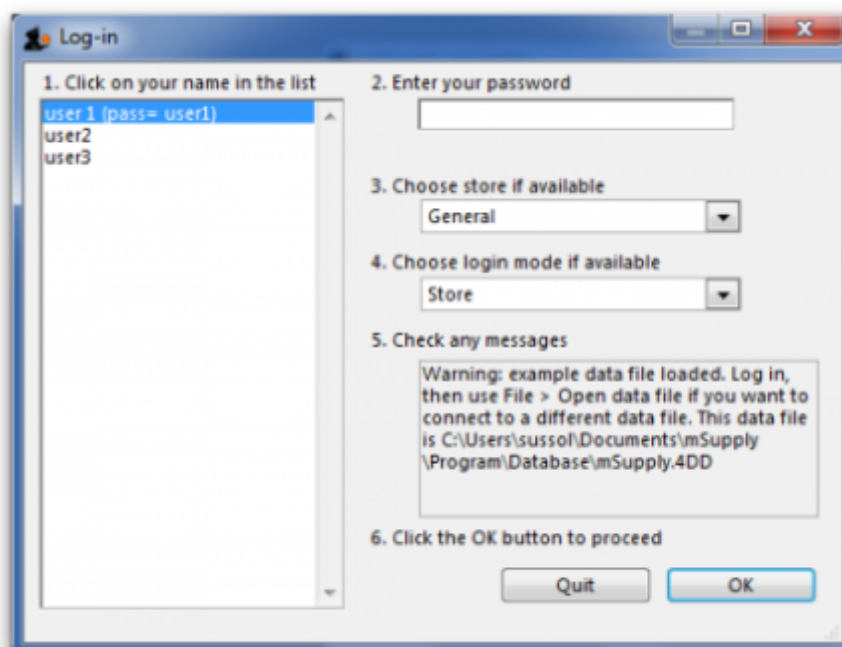 Log-in
1. Click on your name in the list
user 1 (pass= user1)
user2
user3
2. Enter your password
3. Choose store if available
General
4. Choose login mode if available
Store
5. Check any messages
Warning: example data file loaded. Log in,
then use File > Open data file if you want to
connect to a different data file. This data file
is C:\Users\sussol\Documents\mSupply
\Program\Database\mSupply.4DD
6. Click the OK button to proceed
Quit
OK